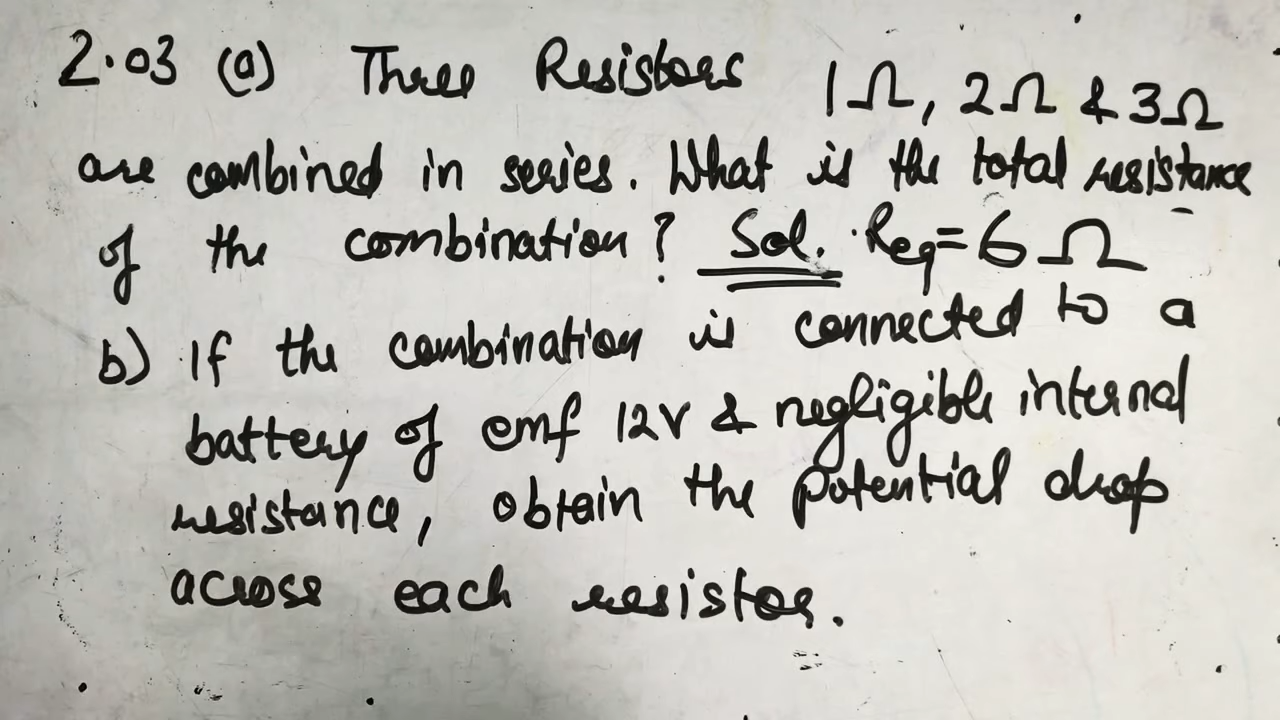 2.03 (a) Three Resistors 1Ω, 2Ω & 3Ω
are combined in series. What is the total resistance
of the combination? Sol. Req=6Ω
b) If the combination is connected to a
battery of emf 12V & negligible internal
resistance, obtain the potential drop
across each resistor.